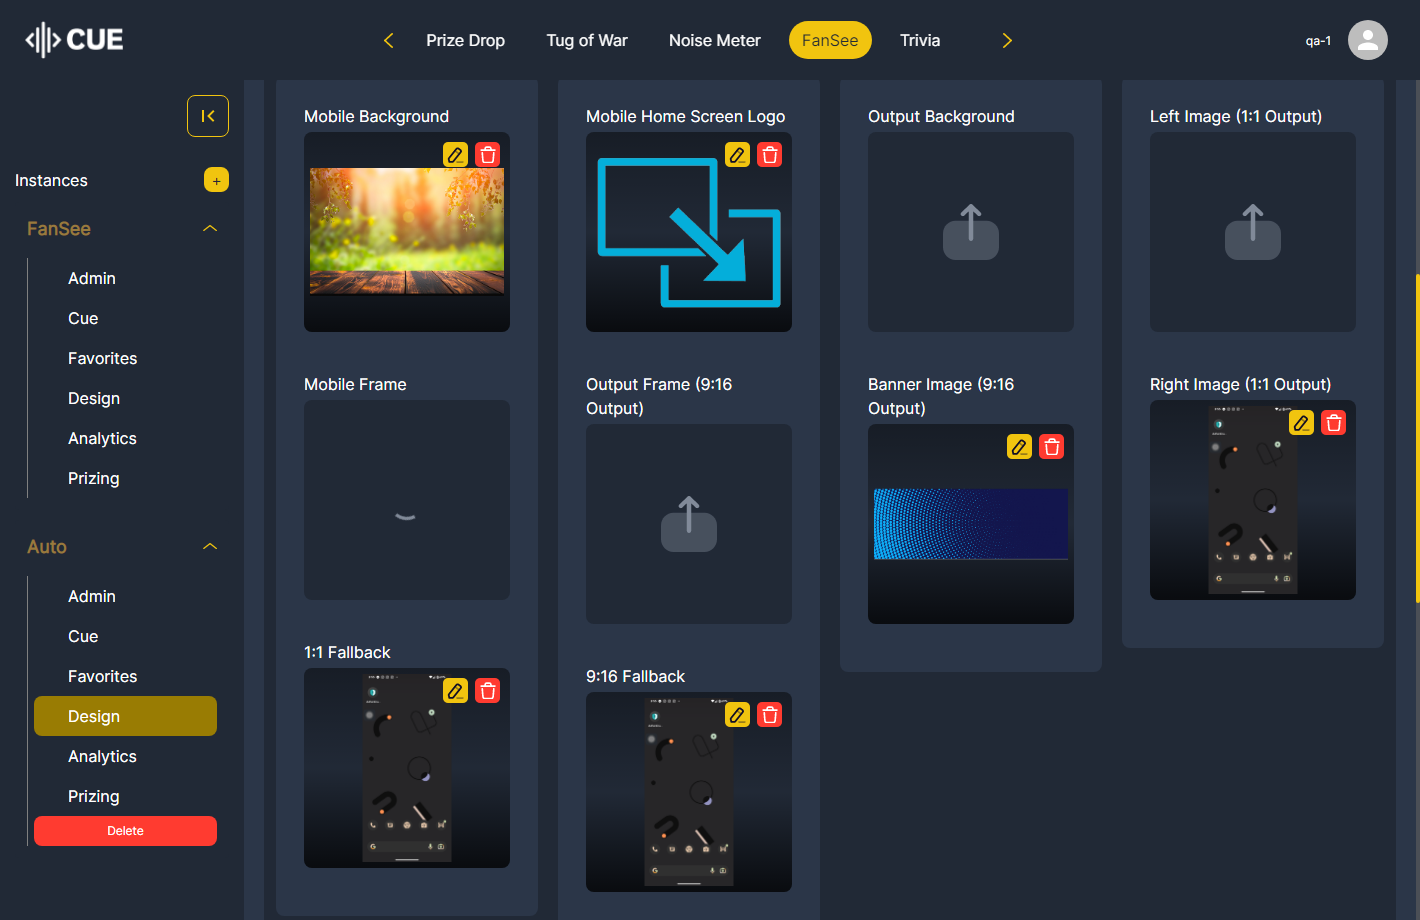 CUE
Prize Drop
Tug of War
Noise Meter
FanSee
Trivia
qa-1
Instances
+
FanSee
Admin
Cue
Favorites
Design
Analytics
Prizing
Auto
Admin
Cue
Favorites
Design
Analytics
Prizing
Delete
Mobile Background
Mobile Home Screen Logo
Output Background
Left Image (1:1 Output)
Mobile Frame
Output Frame (9:16
Output)
Banner Image (9:16
Output)
Right Image (1:1 Output)
1:1 Fallback
9:16 Fallback